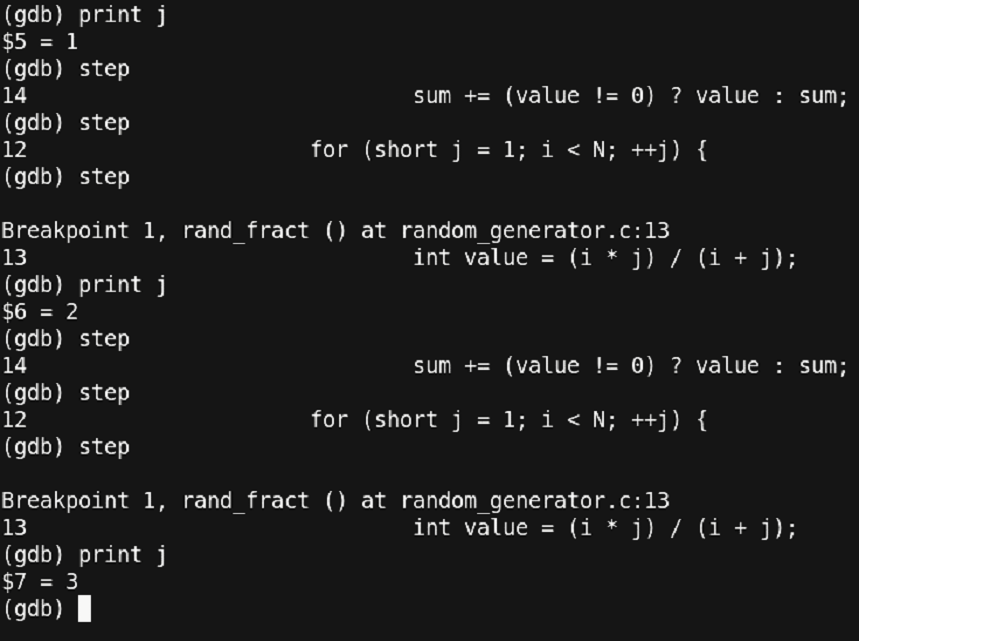 (gdb) print j
$5 = 1
(gdb) step
14 sum += (value != 0) ? value : sum;
(gdb) step
12 for (short j = 1; i < N; ++j) {
(gdb) step
Breakpoint 1, rand_fract () at random_generator.c:13
13 int value = (i * j) / (i + j);
(gdb) print j
$6 = 2
(gdb) step
14 sum += (value != 0) ? value : sum;
(gdb) step
12 for (short j = 1; i < N; ++j) {
(gdb) step
Breakpoint 1, rand_fract () at random_generator.c:13
13 int value = (i * j) / (i + j);
(gdb) print j
$7 = 3
(gdb)